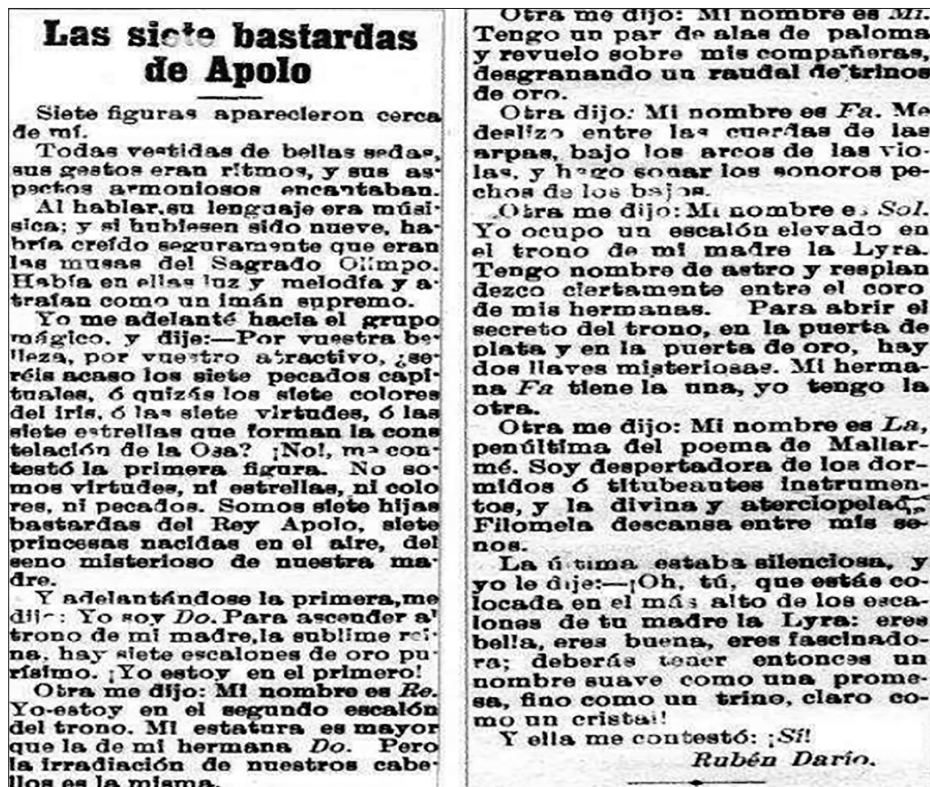 Las siete bastardas
de Apolo
Siete figuras aparecieron cerca
de mí.
Todas vestidas de bellas sedas,
sus gestos eran ritmos, y sus as-
pectos armoniosos encantaban.
Al hablar, su lenguaje era músi-
sica; y si hubiesen sido nueve, ha-
bría creído seguramente que eran
las musas del Sagrado Olimpo.
Había en ellas luz y melodía y a-
traían como un imán supremo.
Yo me adelanté hacia el grupo
mágico, y dije:—Por vuestra be-
lleza, por vuestro atractivo, ¿se-
réis acaso los siete pecados capi-
tuales, ó quizás los siete colores
del iris, ó las siete virtudes, ó las
siete estrellas que forman la cons
telación de la Osa? ¡No!, me con-
testó la primera figura. No so-
mos virtudes, ni estrellas, ni colo
res, ni pecados. Somos siete hijas
bastardas del Rey Apolo, siete
princesas nacidas en el aire, del
seno misterioso de nuestra ma-
dre.
Y adelantándose la primera, me
dijo: Yo soy Do. Para ascender al
trono de mi madre, la sublime rei-
na, hay siete escalones de oro pu-
rísimo. ¡Yo estoy en el primero!
Otra me dijo: Mi nombre es Re.
Yo estoy en el segundo escalón
del trono. Mi estatura es mayor
que la de mi hermana Do. Pero
la irradiación de nuestros cabe-
llos es la misma.
Otra me dijo: Mi nombre es Mi.
Tengo un par de alas de paloma
y revuelo sobre mis compañeras,
desgranando un raudal de trinos
de oro.
Otra dijo: Mi nombre es Fa. Me
deslizo entre las cuerdas de las
arpas, bajo los arcos de las vio-
las, y hago sonar los sonoros pe-
chos de los bajos.
Otra me dijo: Mi nombre es Sol.
Yo ocupo un escalón elevado en
el trono de mi madre la Lyra.
Tengo nombre de astro y resplan
dezco ciertamente entre el coro
de mis hermanas. Para abrir el
secreto del trono, en la puerta de
plata y en la puerta de oro, hay
dos llaves misteriosas. Mi herma-
na Fa tiene la una, yo tengo la
otra.
Otra me dijo: Mi nombre es La,
penúltima del poema de Mallar-
mé. Soy despertadora de los dor-
midos ó titubeantes instrumen-
tos, y la divina y aterciopelada
Filomela descansa entre mis se-
nos.
La última estaba silenciosa, y
yo le dije:—¡Oh, tú, que estás co-
locada en el más alto de los esca-
lones de tu madre la Lyra: eres
bella, eres buena, eres fascinado-
ra; deberás tener entonces un
nombre suave como una prome-
sa, fino como un trino, claro co-
mo un cristal!
Y ella me contestó: ¡Sí!
Rubén Darío.